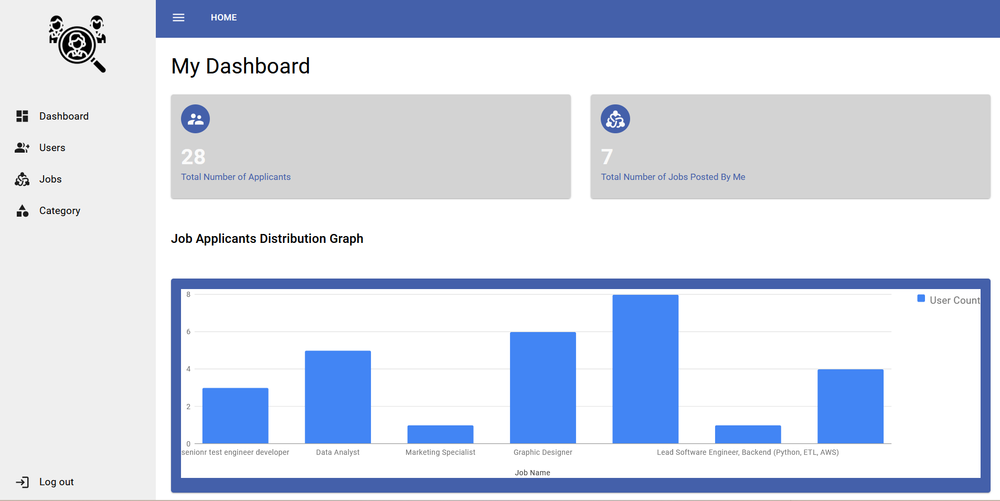 HOME
My Dashboard
Dashboard
Users
Jobs
Category
Log out
28
Total Number of Applicants
7
Total Number of Jobs Posted By Me
Job Applicants Distribution Graph
8
6
4
2
0
User Count
senionr test engineer developer
Data Analyst
Marketing Specialist
Graphic Designer
Lead Software Engineer, Backend (Python, ETL, AWS)
Job Name